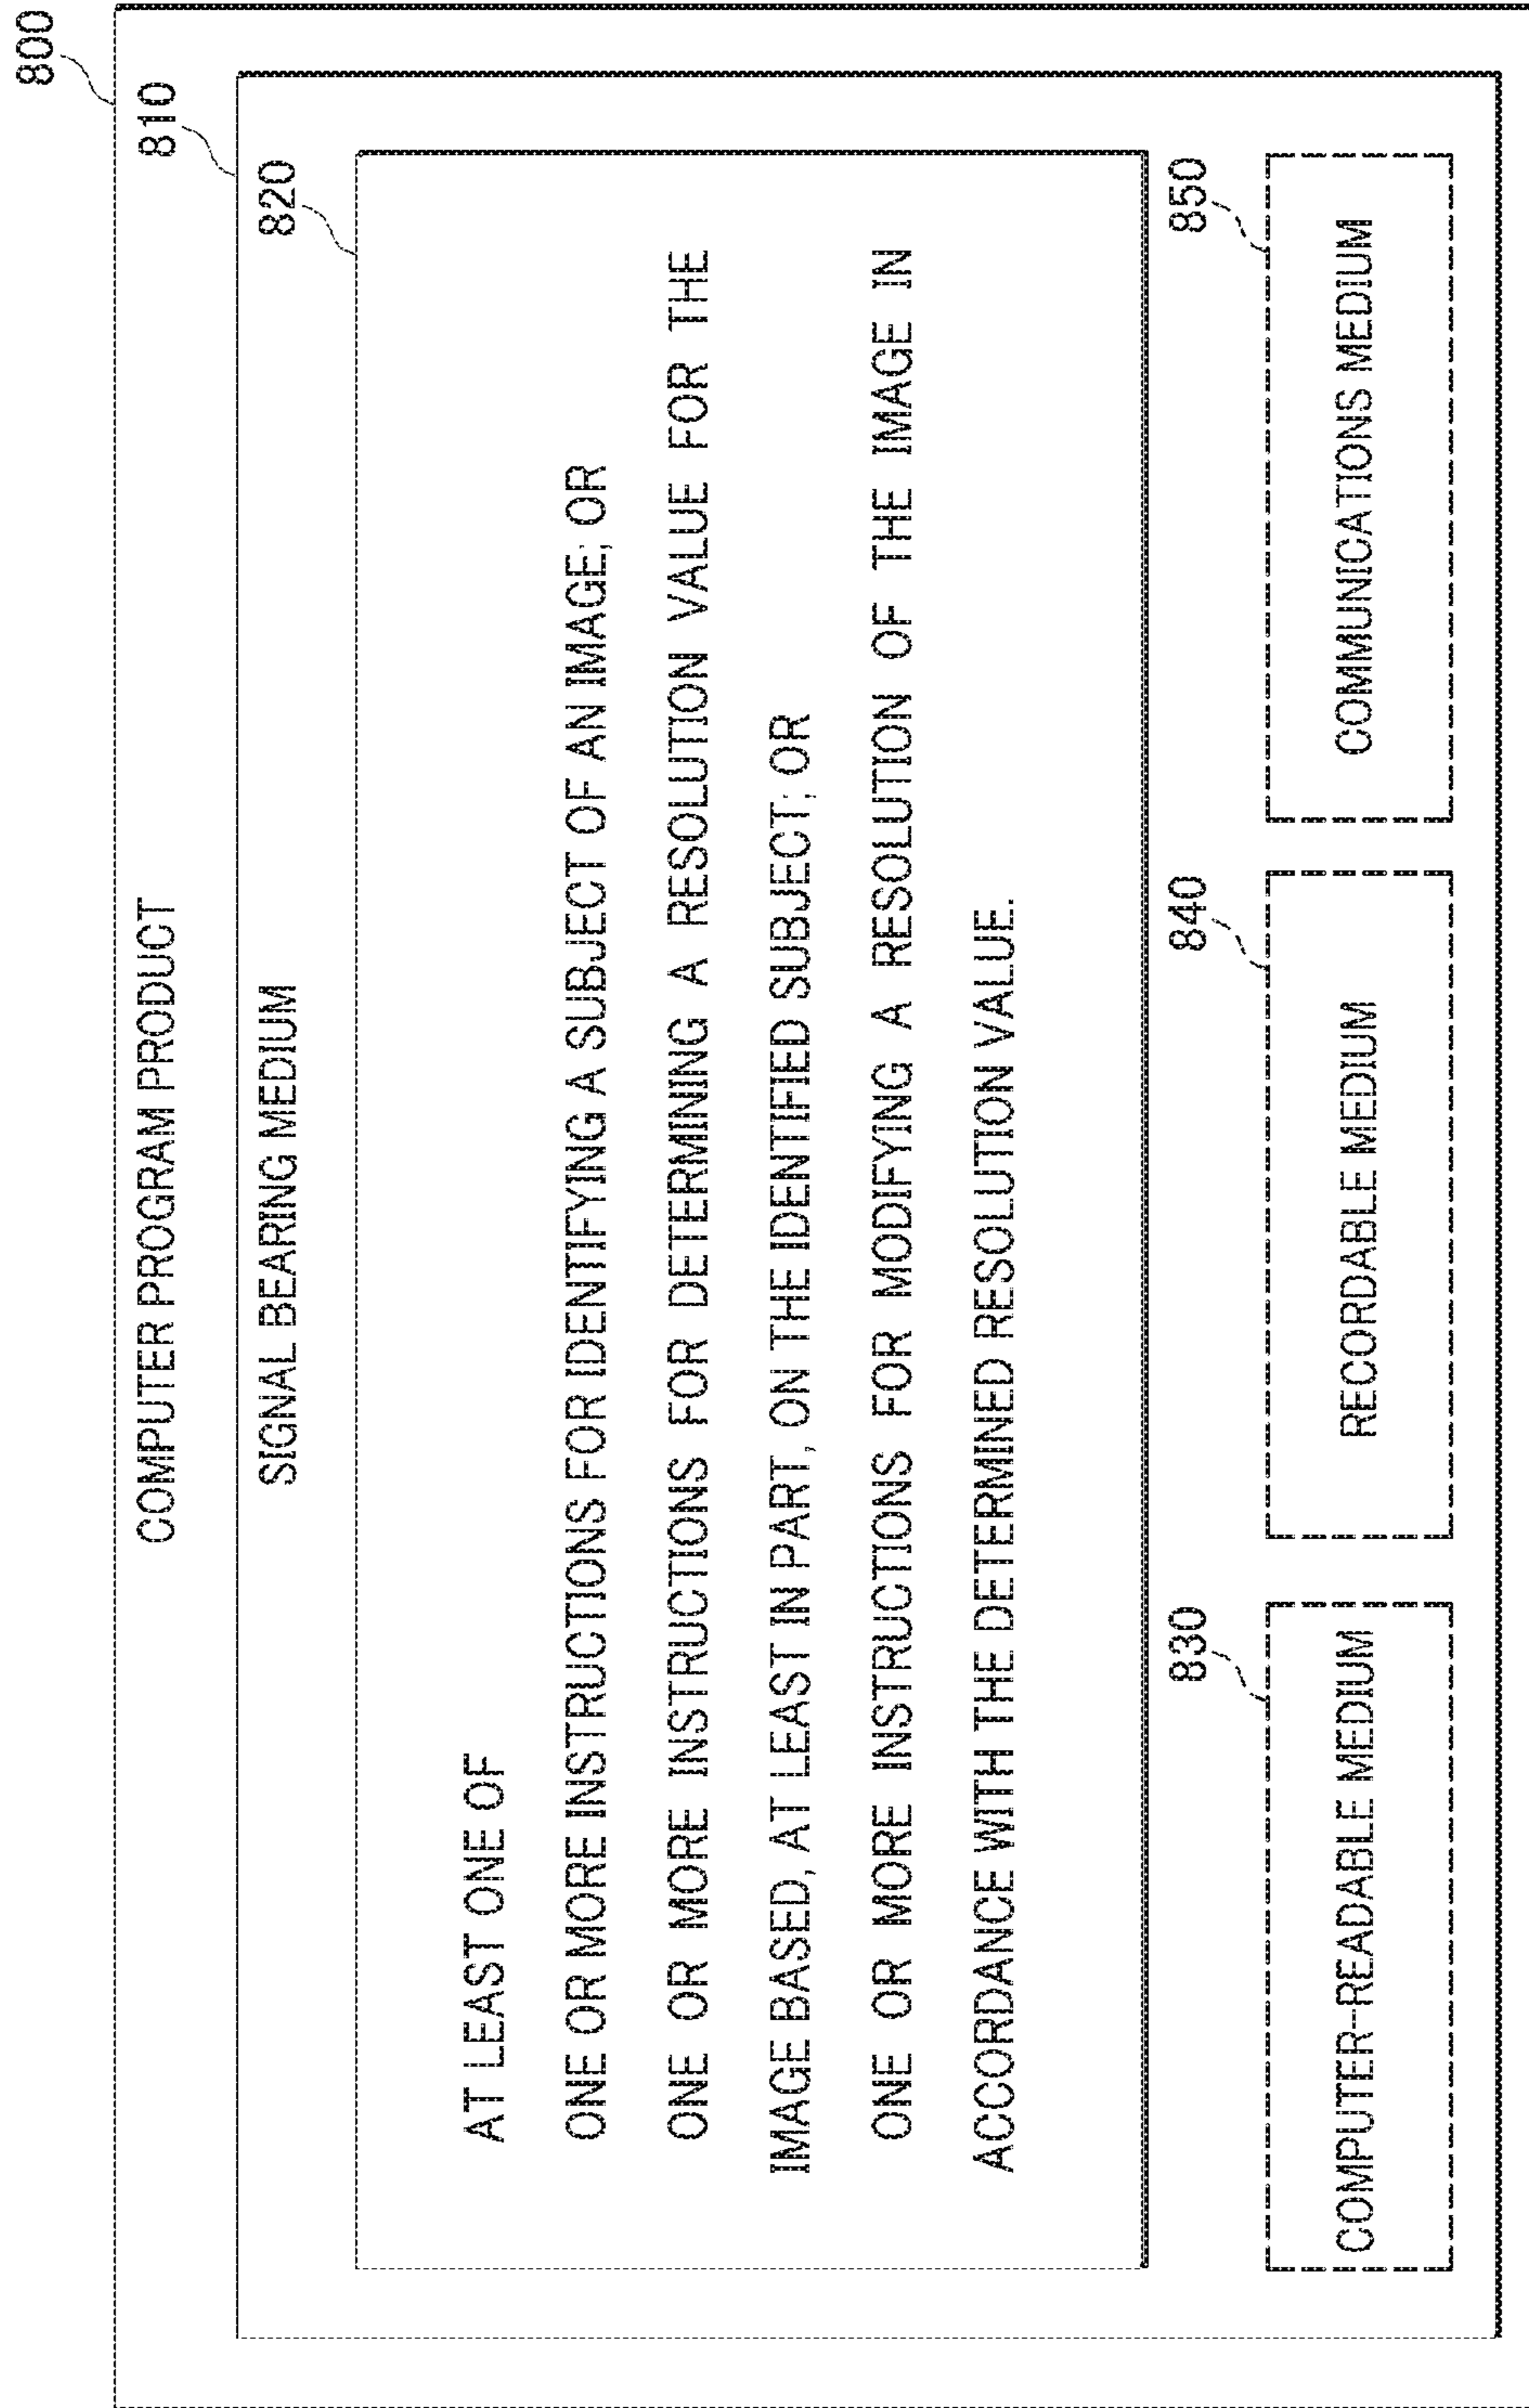 800
COMPUTER PROGRAM PRODUCT
810
SIGNAL BEARING MEDIUM
820
AT LEAST ONE OF
ONE OR MORE INSTRUCTIONS FOR IDENTIFYING A SUBJECT OF AN IMAGE; OR
ONE OR MORE INSTRUCTIONS FOR DETERMINING A RESOLUTION VALUE FOR THE
IMAGE BASED, AT LEAST IN PART, ON THE IDENTIFIED SUBJECT; OR
ONE OR MORE INSTRUCTIONS FOR MODIFYING A RESOLUTION OF THE IMAGE IN
ACCORDANCE WITH THE DETERMINED RESOLUTION VALUE.
830
COMPUTER-READABLE MEDIUM
840
RECORDABLE MEDIUM
850
COMMUNICATIONS MEDIUM